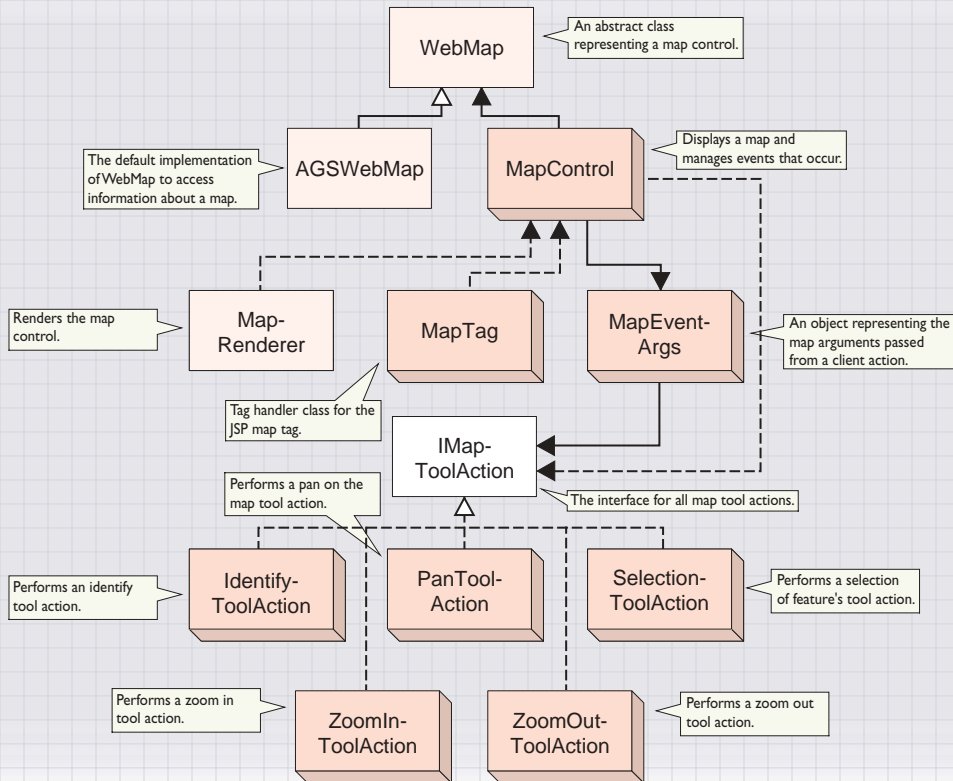 WebMap
An abstract class
representing a map control.
The default implementation
of WebMap to access
information about a map.
AGSWebMap
MapControl
Displays a map and
manages events that occur.
Renders the map
control.
Map-
Renderer
MapTag
MapEvent-
Args
An object representing the
map arguments passed
from a client action.
Tag handler class for the
JSP map tag.
IMap-
ToolAction
Performs a pan on the
map tool action.
The interface for all map tool actions.
Performs an identify
tool action.
Identify-
ToolAction
PanTool-
Action
Selection-
ToolAction
Performs a selection
of feature's tool action.
Performs a zoom in
tool action.
ZoomIn-
ToolAction
ZoomOut-
ToolAction
Performs a zoom out
tool action.